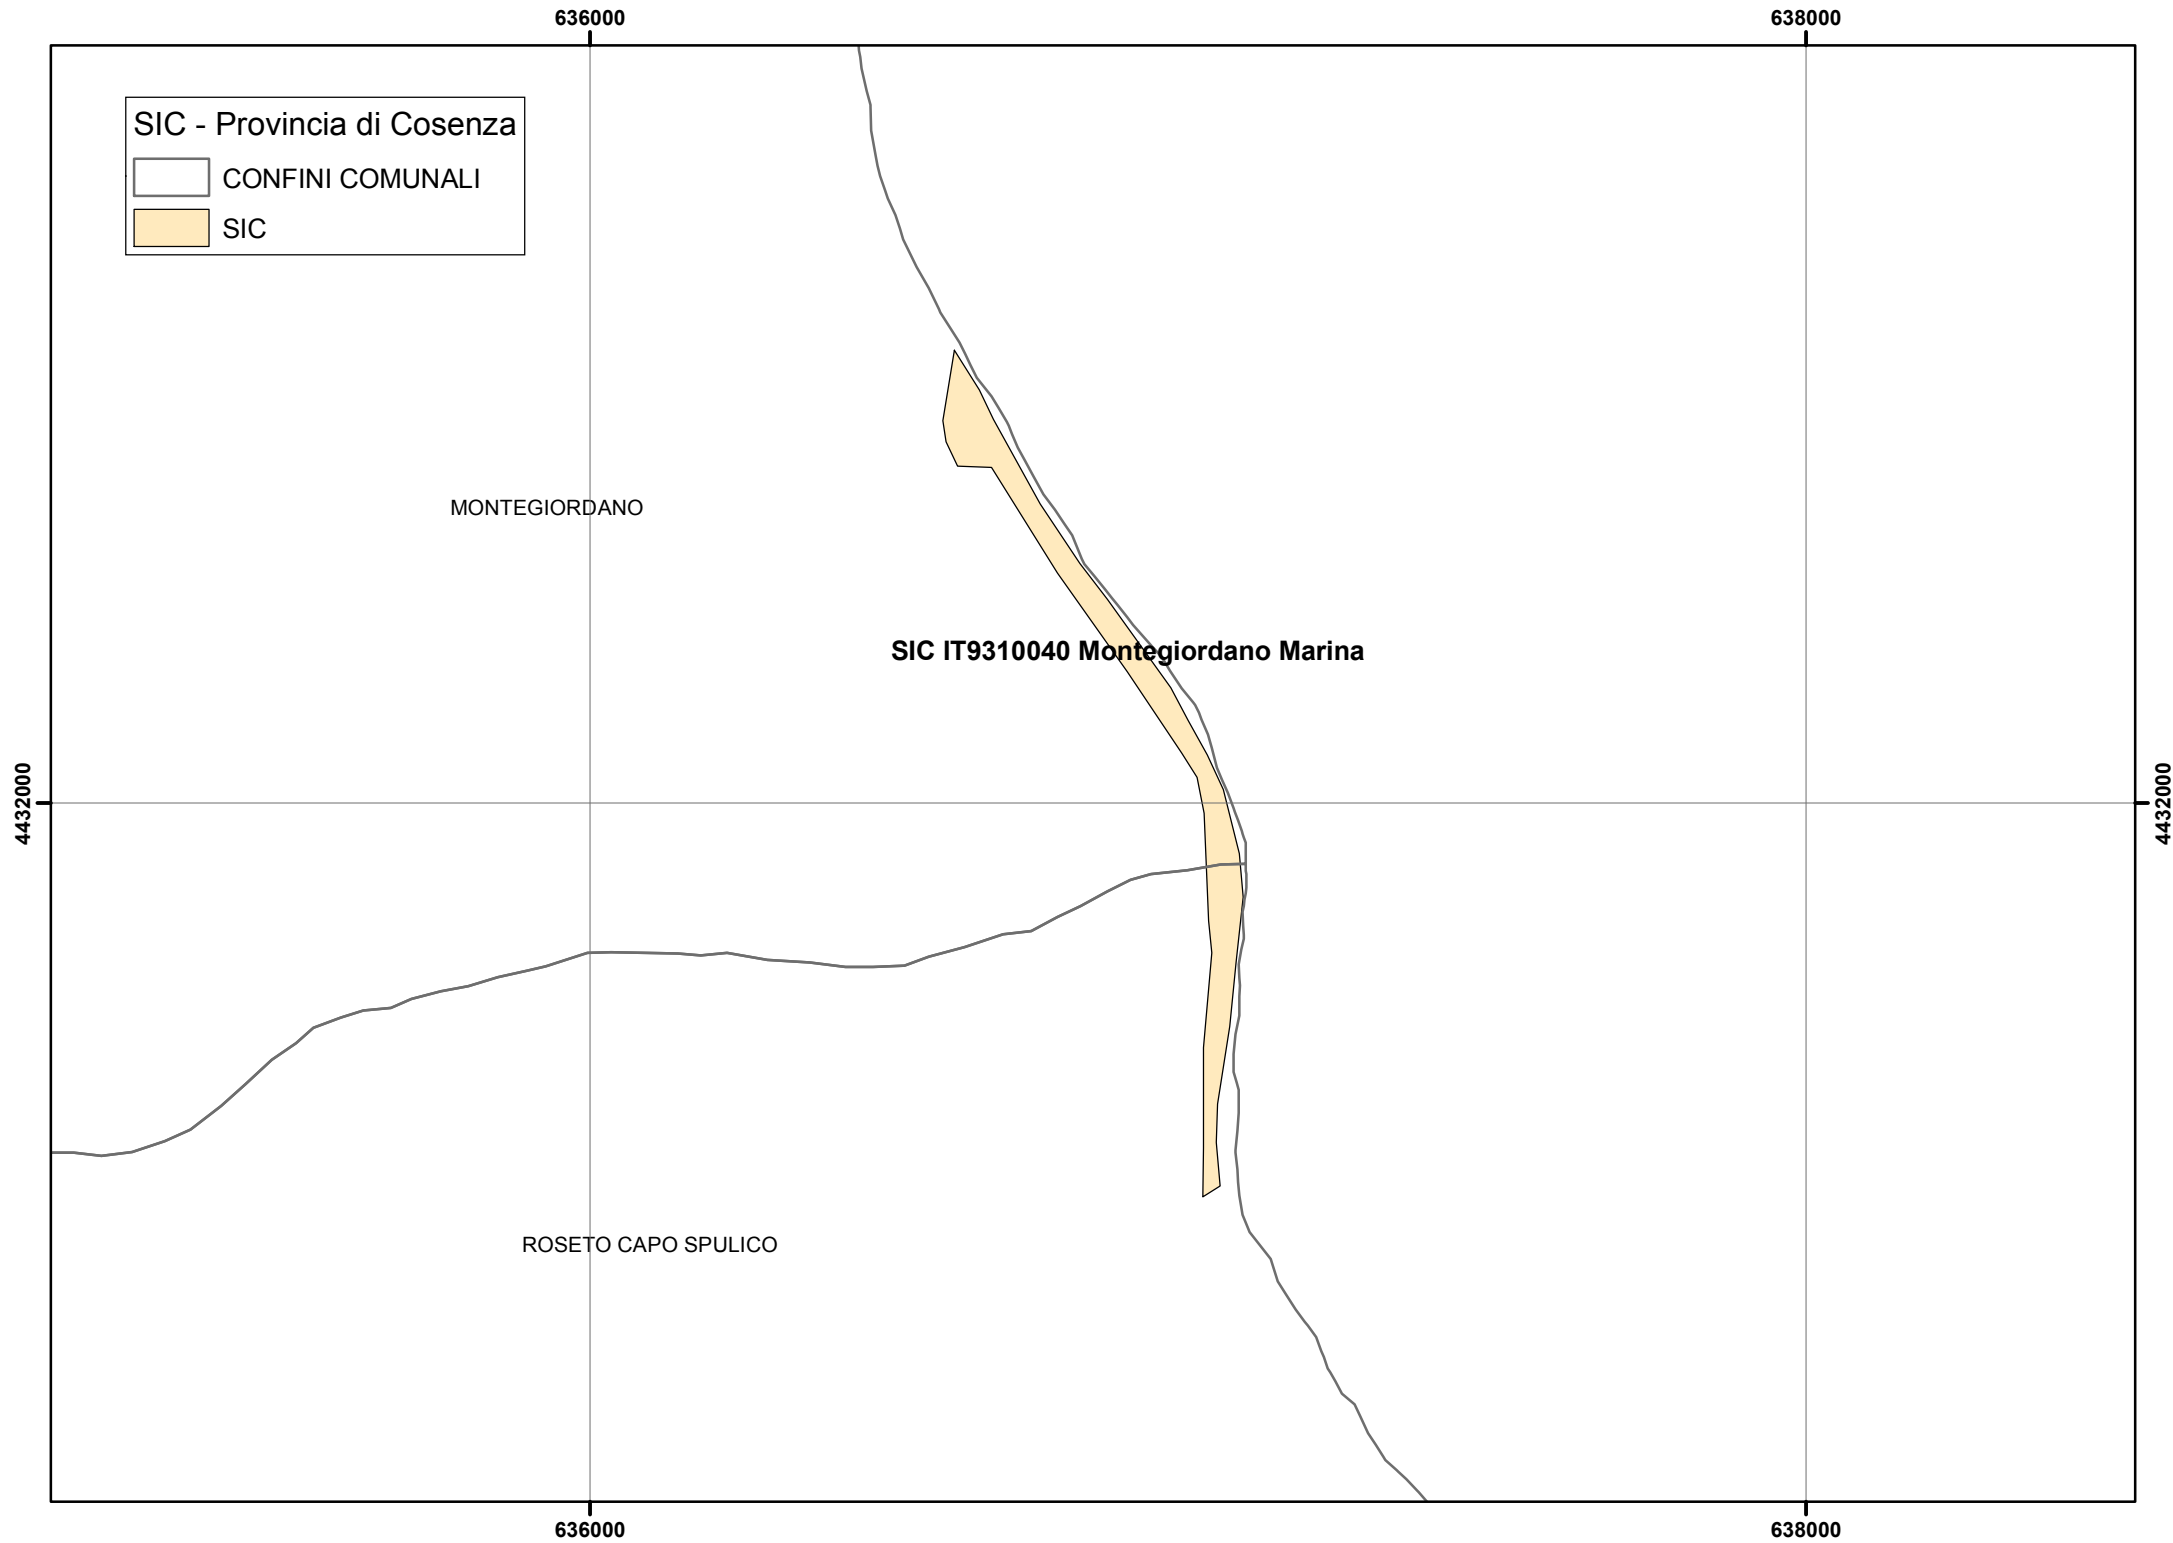 636000
638000
SIC - Provincia di Cosenza
CONFINI COMUNALI
SIC
MONTEGIORDANO
SIC IT9310040 Montegiordano Marina
4432000
4432000
ROSETO CAPO SPULICO
636000
638000